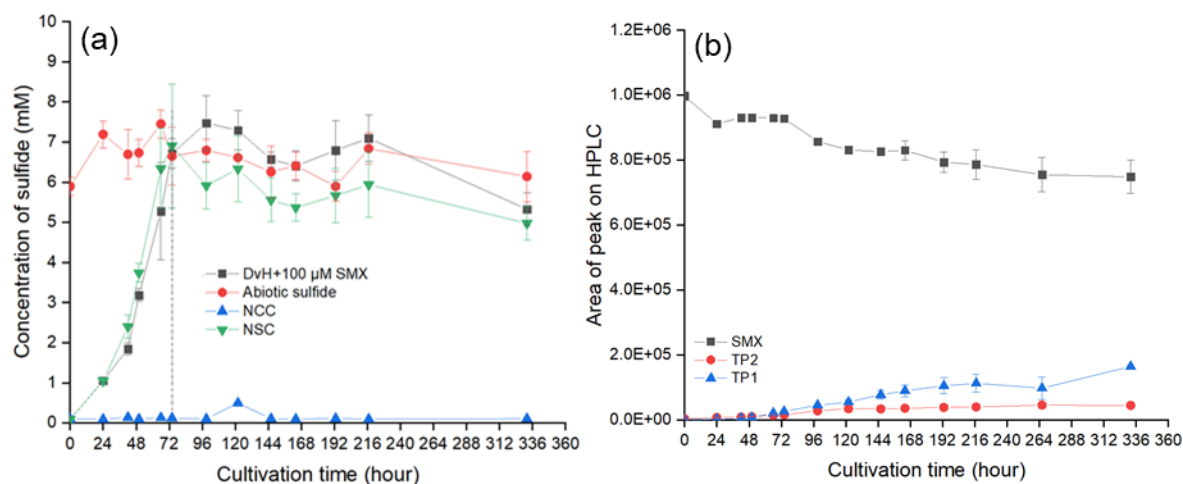 (a)
Concentration of sulfide (mM)
10
9
8
7
6
5
4
3
2
1
0
DvH+100 μM SMX
Abiotic sulfide
NCC
NSC
0 24 48 72 96 120 144 168 192 216 240 264 288 312 336 360
Cultivation time (hour)
(b)
Area of peak on HPLC
1.2E+06
1.0E+06
8.0E+05
6.0E+05
4.0E+05
2.0E+05
0.0E+00
SMX
TP2
TP1
0 24 48 72 96 120 144 168 192 216 240 264 288 312 336 360
Cultivation time (hour)